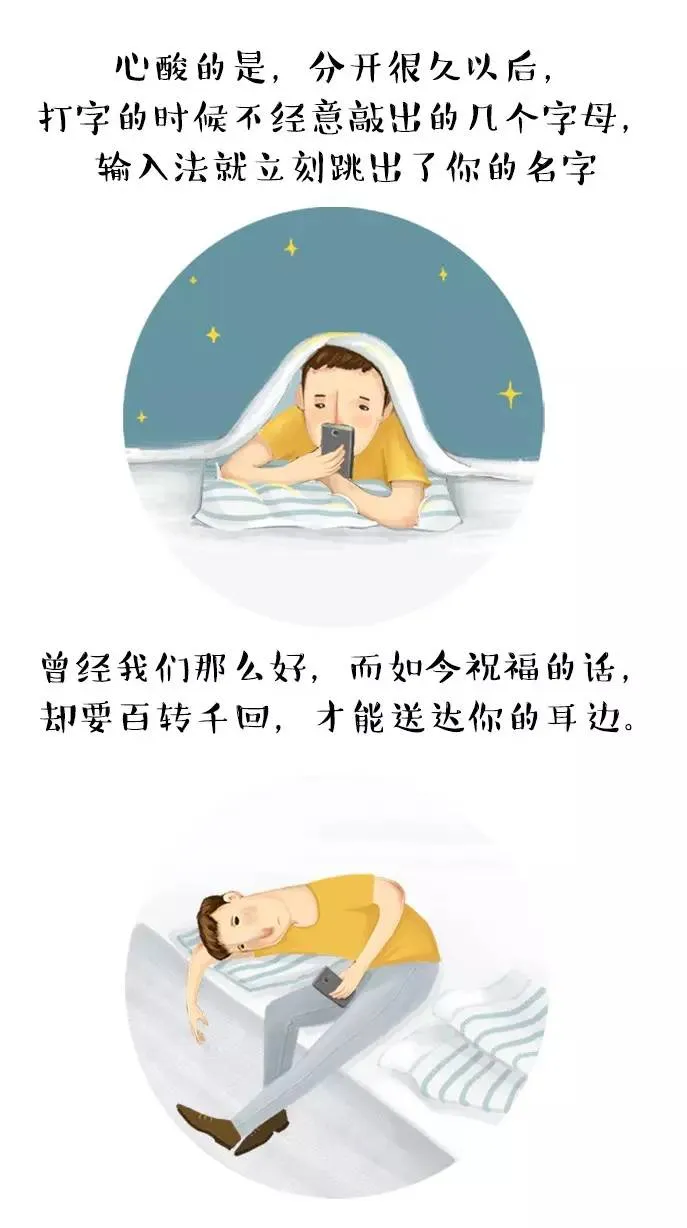 心酸的是，分开很久以后，
打字的时候不经意敲出的几个字母，
输入法就立刻跳出了你的名字
曾经我们那么好，而如今祝福的话，
却要百转千回，才能送达你的耳边。